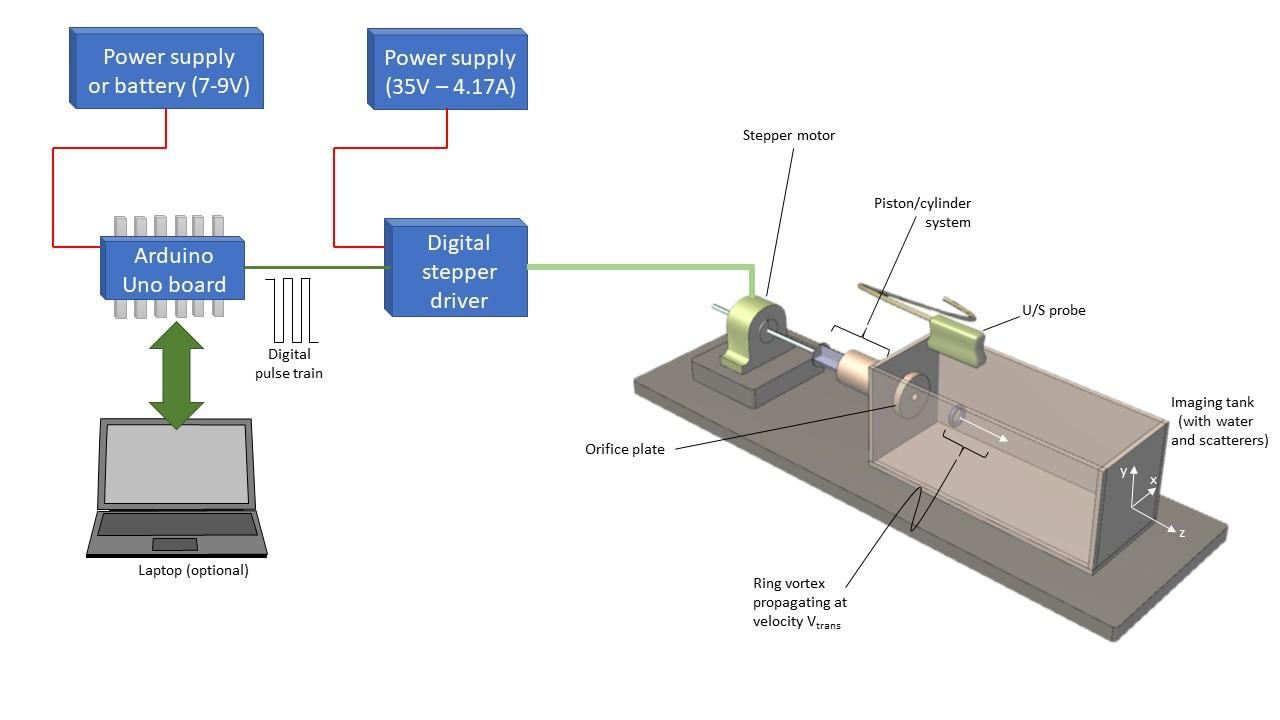 Power supply
or battery (7-9V)
Power supply
(35V – 4.17A)
Stepper motor
Piston/cylinder
system
Arduino
Uno board
Digital
stepper
driver
U/S probe
Digital
pulse train
Imaging tank
(with water
and scatterers)
Orifice plate
y
x
z
Laptop (optional)
Ring vortex
propagating at
velocity Vtrans